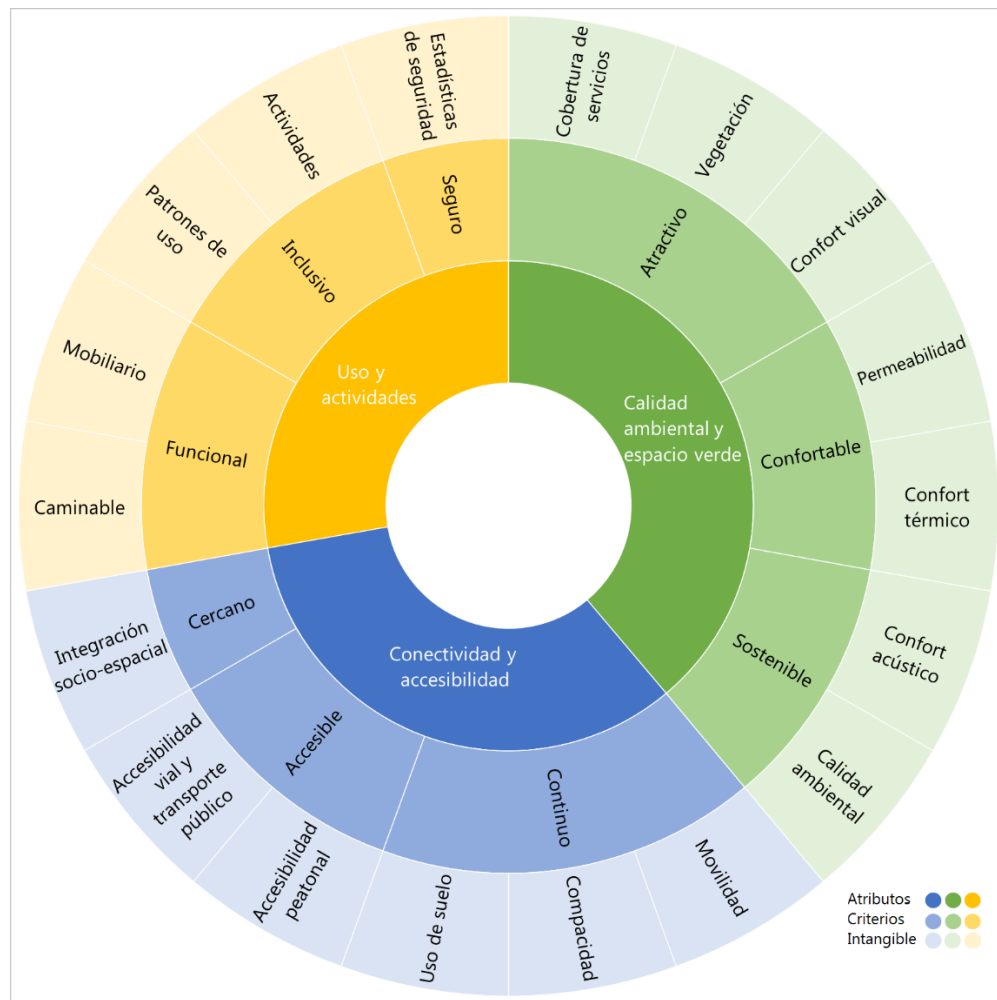 Cobertura de
servicios
Vegetación
Confort visual
Permeabilidad
Confort
térmico
Confort
acústico
Calidad
ambiental
Movilidad
Compacidad
Uso de suelo
Accesibilidad
peatonal
Accesibilidad
vial y
transporte
público
Integración
socio-espacial
Caminable
Mobiliario
Patrones de
uso
Actividades
Estadísticas
de seguridad
Atractivo
Confortable
Sostenible
Continuo
Accesible
Cercano
Funcional
Inclusivo
Seguro
Calidad
ambiental y
espacio verde
Conectividad y
accesibilidad
Uso y
actividades
Atributos
Criterios
Intangible